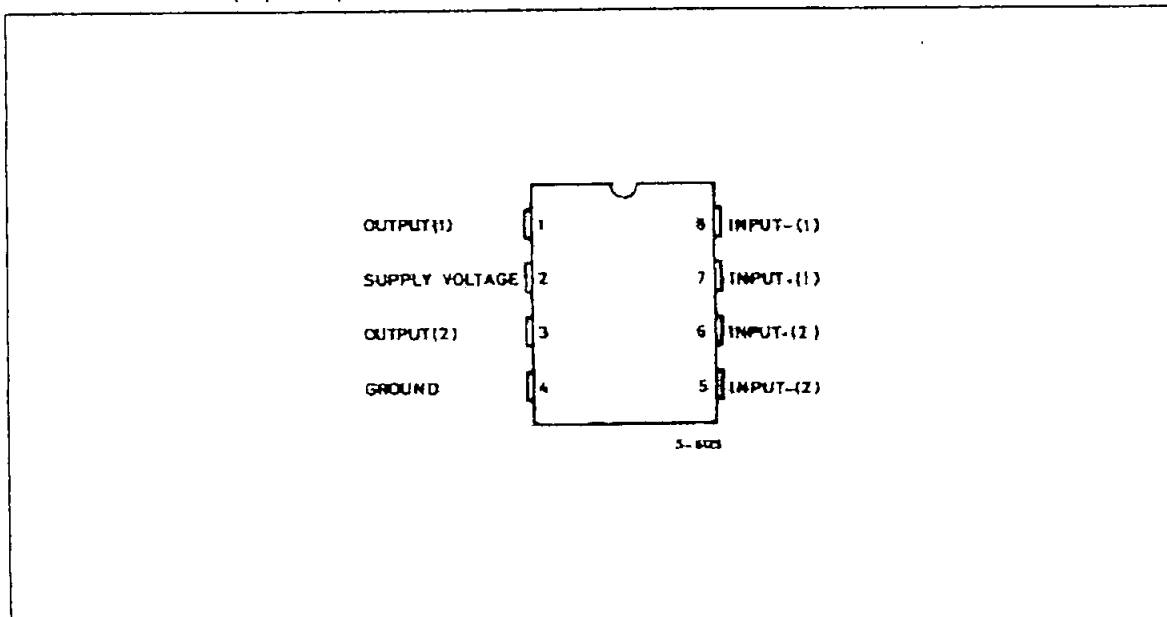 OUTPUT(1)
SUPPLY VOLTAGE
OUTPUT(2)
GROUND
1
2
3
4
8
7
6
5
INPUT-(1)
INPUT+(1)
INPUT+(2)
INPUT-(2)